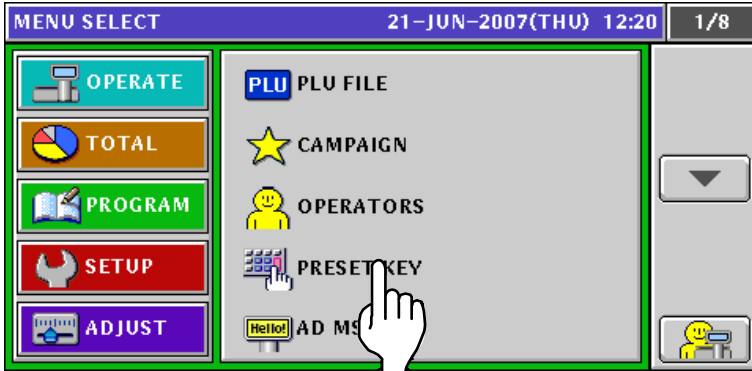 MENU SELECT 21-JUN-2007(THU) 12:20 1/8
OPERATE
TOTAL
PROGRAM
SETUP
ADJUST
PLU PLU FILE
CAMPAIGN
OPERATORS
PRESET KEY
Hello! AD